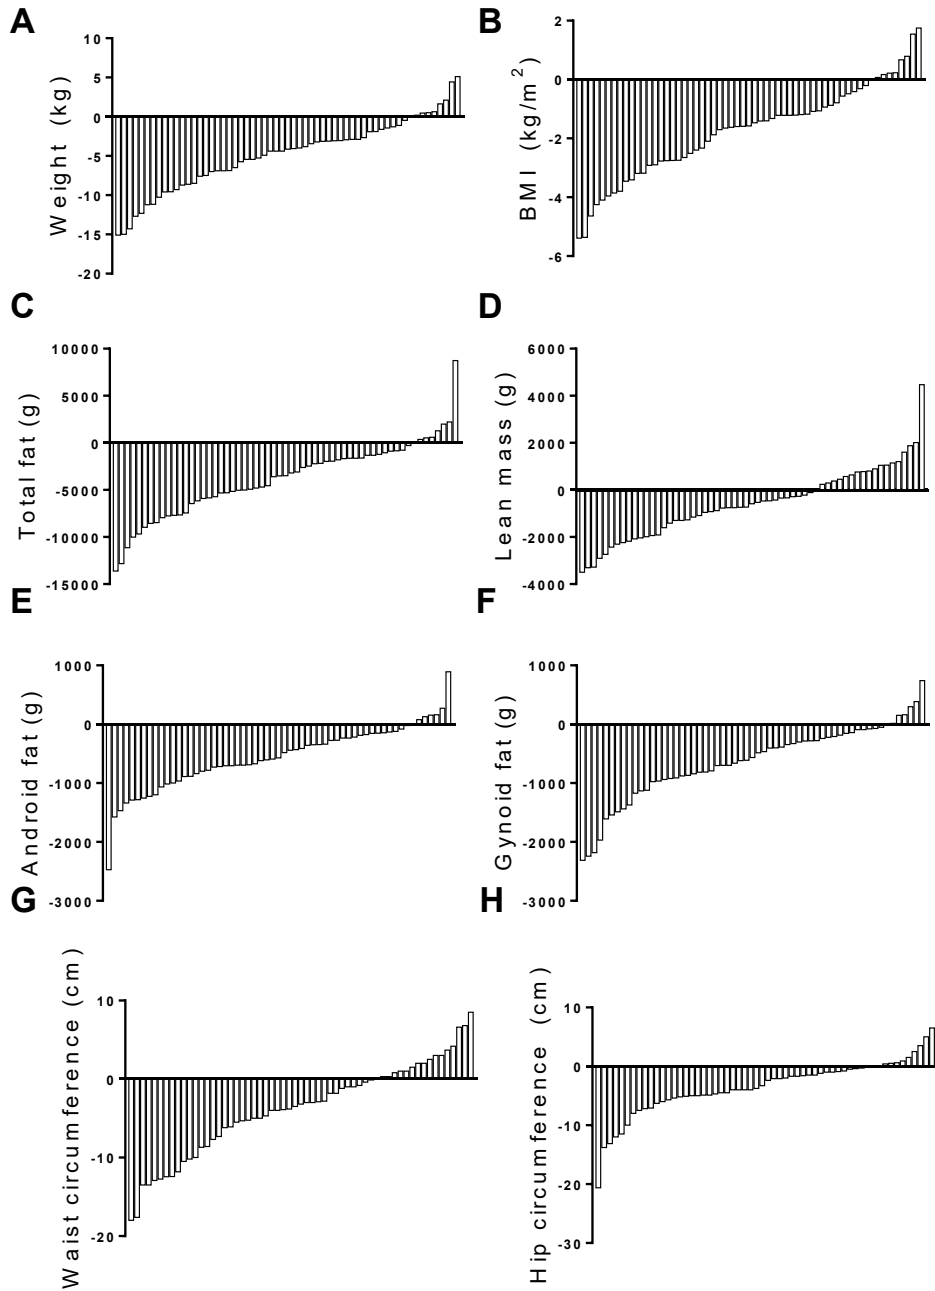 A
Weight (kg)
10
5
0
-5
-10
-15
-20
B
BMI (kg/m²)
2
0
-2
-4
-6
C
Total fat (g)
10000
5000
0
-5000
-10000
-15000
D
Lean mass (g)
6000
4000
2000
0
-2000
-4000
E
Android fat (g)
1000
0
-1000
-2000
-3000
F
Gynoid fat (g)
1000
0
-1000
-2000
-3000
G
Waist circumference (cm)
10
0
-10
-20
H
Hip circumference (cm)
10
0
-10
-20
-30